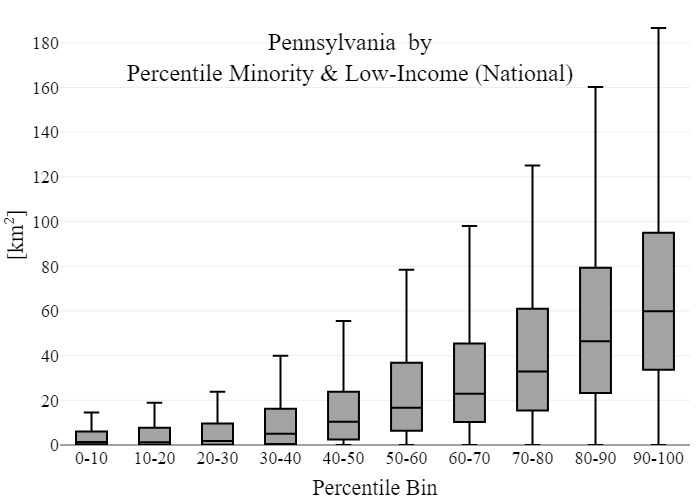 Pennsylvania by
Percentile Minority & Low-Income (National)
[km²]
180
160
140
120
100
80
60
40
20
0
0-10 10-20 20-30 30-40 40-50 50-60 60-70 70-80 80-90 90-100
Percentile Bin